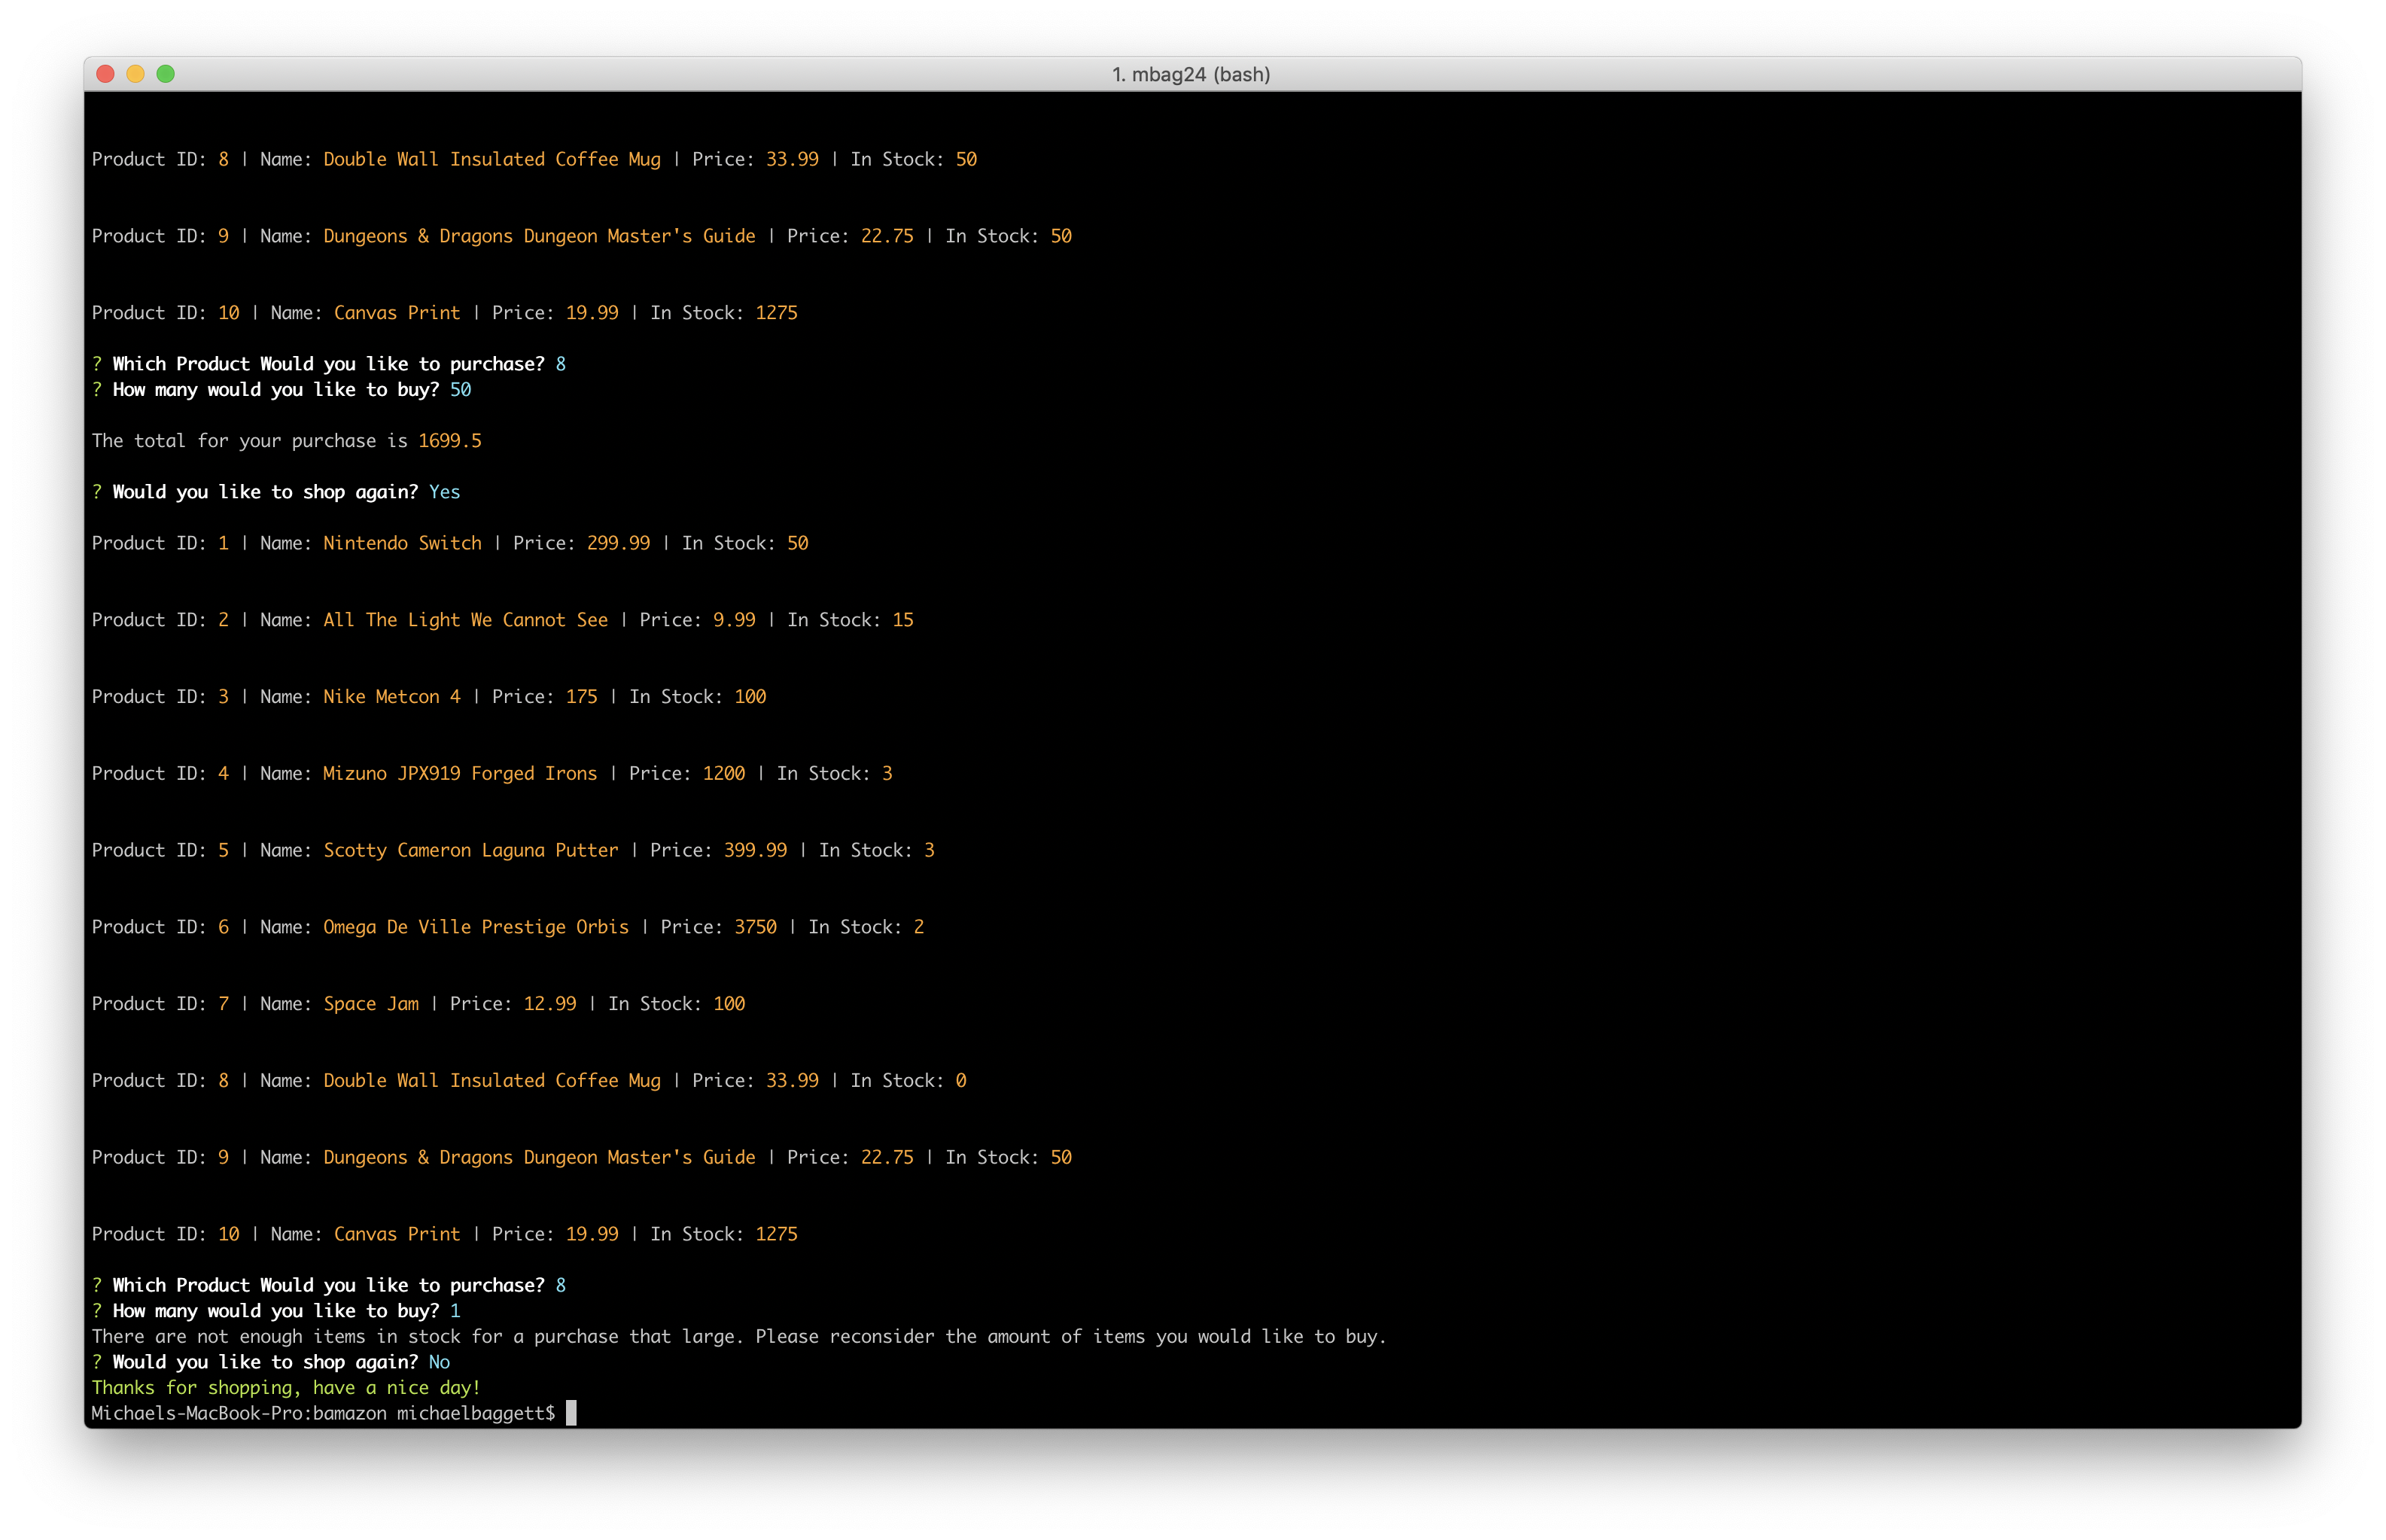 1. mbag24 (bash)
Product ID: 8 | Name: Double Wall Insulated Coffee Mug | Price: 33.99 | In Stock: 50
Product ID: 9 | Name: Dungeons & Dragons Dungeon Master's Guide | Price: 22.75 | In Stock: 50
Product ID: 10 | Name: Canvas Print | Price: 19.99 | In Stock: 1275
? Which Product Would you like to purchase? 8
? How many would you like to buy? 50
The total for your purchase is 1699.5
? Would you like to shop again? Yes
Product ID: 1 | Name: Nintendo Switch | Price: 299.99 | In Stock: 50
Product ID: 2 | Name: All The Light We Cannot See | Price: 9.99 | In Stock: 15
Product ID: 3 | Name: Nike Metcon 4 | Price: 175 | In Stock: 100
Product ID: 4 | Name: Mizuno JPX919 Forged Irons | Price: 1200 | In Stock: 3
Product ID: 5 | Name: Scotty Cameron Laguna Putter | Price: 399.99 | In Stock: 3
Product ID: 6 | Name: Omega De Ville Prestige Orbis | Price: 3750 | In Stock: 2
Product ID: 7 | Name: Space Jam | Price: 12.99 | In Stock: 100
Product ID: 8 | Name: Double Wall Insulated Coffee Mug | Price: 33.99 | In Stock: 0
Product ID: 9 | Name: Dungeons & Dragons Dungeon Master's Guide | Price: 22.75 | In Stock: 50
Product ID: 10 | Name: Canvas Print | Price: 19.99 | In Stock: 1275
? Which Product Would you like to purchase? 8
? How many would you like to buy? 1
There are not enough items in stock for a purchase that large. Please reconsider the amount of items you would like to buy.
? Would you like to shop again? No
Thanks for shopping, have a nice day!
Michaels-MacBook-Pro:bamazon michaelbaggett$